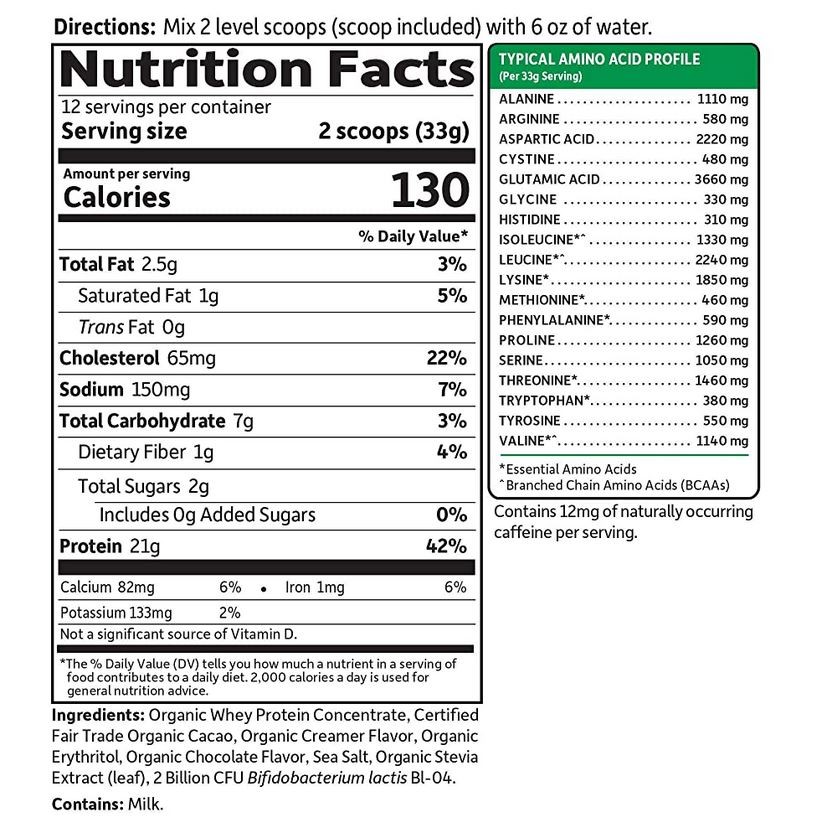 Directions: Mix 2 level scoops (scoop included) with 6 oz of water.
Nutrition Facts
12 servings per container
Serving size 2 scoops (33g)
Amount per serving
Calories 130
% Daily Value*
Total Fat 2.5g 3%
Saturated Fat 1g 5%
Trans Fat 0g
Cholesterol 65mg 22%
Sodium 150mg 7%
Total Carbohydrate 7g 3%
Dietary Fiber 1g 4%
Total Sugars 2g
Includes 0g Added Sugars 0%
Protein 21g 42%
Calcium 82mg 6% • Iron 1mg 6%
Potassium 133mg 2%
Not a significant source of Vitamin D.
*The % Daily Value (DV) tells you how much a nutrient in a serving of
food contributes to a daily diet. 2,000 calories a day is used for
general nutrition advice.
Ingredients: Organic Whey Protein Concentrate, Certified
Fair Trade Organic Cacao, Organic Creamer Flavor, Organic
Erythritol, Organic Chocolate Flavor, Sea Salt, Organic Stevia
Extract (leaf), 2 Billion CFU Bifidobacterium lactis Bl-04.
Contains: Milk.
TYPICAL AMINO ACID PROFILE
(Per 33g Serving)
ALANINE 1110 mg
ARGININE 580 mg
ASPARTIC ACID 2220 mg
CYSTINE 480 mg
GLUTAMIC ACID 3660 mg
GLYCINE 330 mg
HISTIDINE 310 mg
ISOLEUCINE*^ 1330 mg
LEUCINE*^ 2240 mg
LYSINE* 1850 mg
METHIONINE* 460 mg
PHENYLALANINE* 590 mg
PROLINE 1260 mg
SERINE 1050 mg
THREONINE* 1460 mg
TRYPTOPHAN* 380 mg
TYROSINE 550 mg
VALINE*^ 1140 mg
*Essential Amino Acids
^Branched Chain Amino Acids (BCAAs)
Contains 12mg of naturally occurring
caffeine per serving.